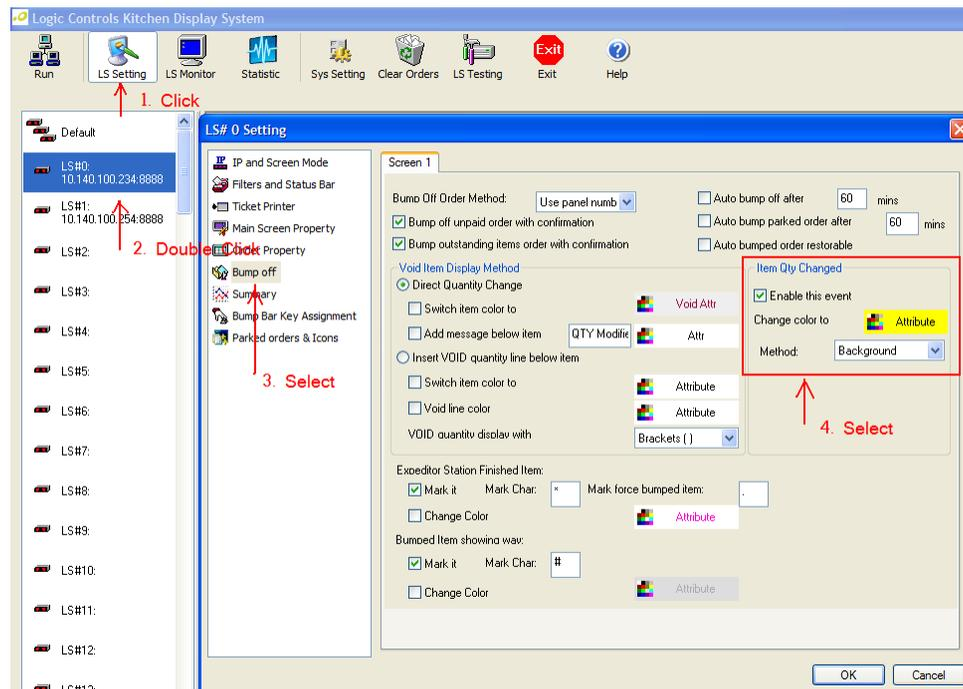 Logic Controls Kitchen Display System
Run
LS Setting
LS Monitor
Statistic
Sys Setting
Clear Orders
LS Testing
Exit
Exit
Help
1. Click
Default
LS#0:
10.140.100.234:8888
LS#1:
10.140.100.254:8888
2. Double Click
LS#2:
LS#3:
LS#4:
LS#5:
LS#6:
LS#7:
LS#8:
LS#9:
LS#10:
LS#11:
LS#12:
LS# 0 Setting
IP
IP and Screen Mode
Filters and Status Bar
Ticket Printer
Main Screen Property
Order Property
Bump off
Summary
Bump Bar Key Assignment
Parked orders & Icons
3. Select
Screen 1
Bump Off Order Method:
Use panel numb
Bump off unpaid order with confirmation
Bump outstanding items order with confirmation
Auto bump off after 60 mins
Auto bump parked order after 60 mins
Auto bumped order restorable
Void Item Display Method
Direct Quantity Change
Switch item color to
Void Attr
Add message below item
QTY Modifie
Attr
Insert VOID quantity line below item
Switch item color to
Attribute
Void line color
Attribute
VOID quantity display with
Brackets ( )
Item Qty Changed
Enable this event
Change color to
Attribute
Method:
Background
4. Select
Expeditor Station Finished Item:
Mark it
Mark Char:
*
Mark force bumped item:
.
Change Color
Attribute
Bumped Item showing way:
Mark it
Mark Char:
#
Change Color
Attribute
OK
Cancel